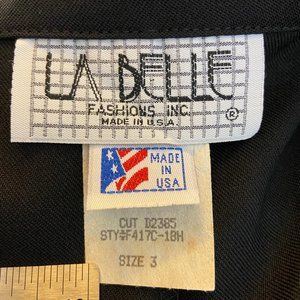 LA BELLE
FASHIONS INC.
MADE IN U.S.A.
®
MADE
IN
USA
CUT D2385
STY#F417C-18H
SIZE 3